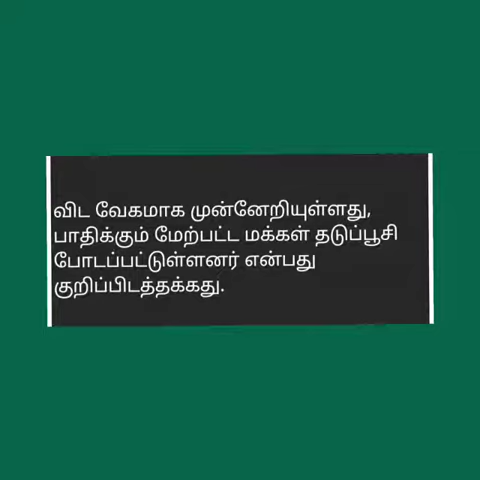 விட வேகமாக முன்னேறியுள்ளது,
பாதிக்கும் மேற்பட்ட மக்கள் தடுப்பூசி
போடப்பட்டுள்ளனர் என்பது
குறிப்பிடத்தக்கது.